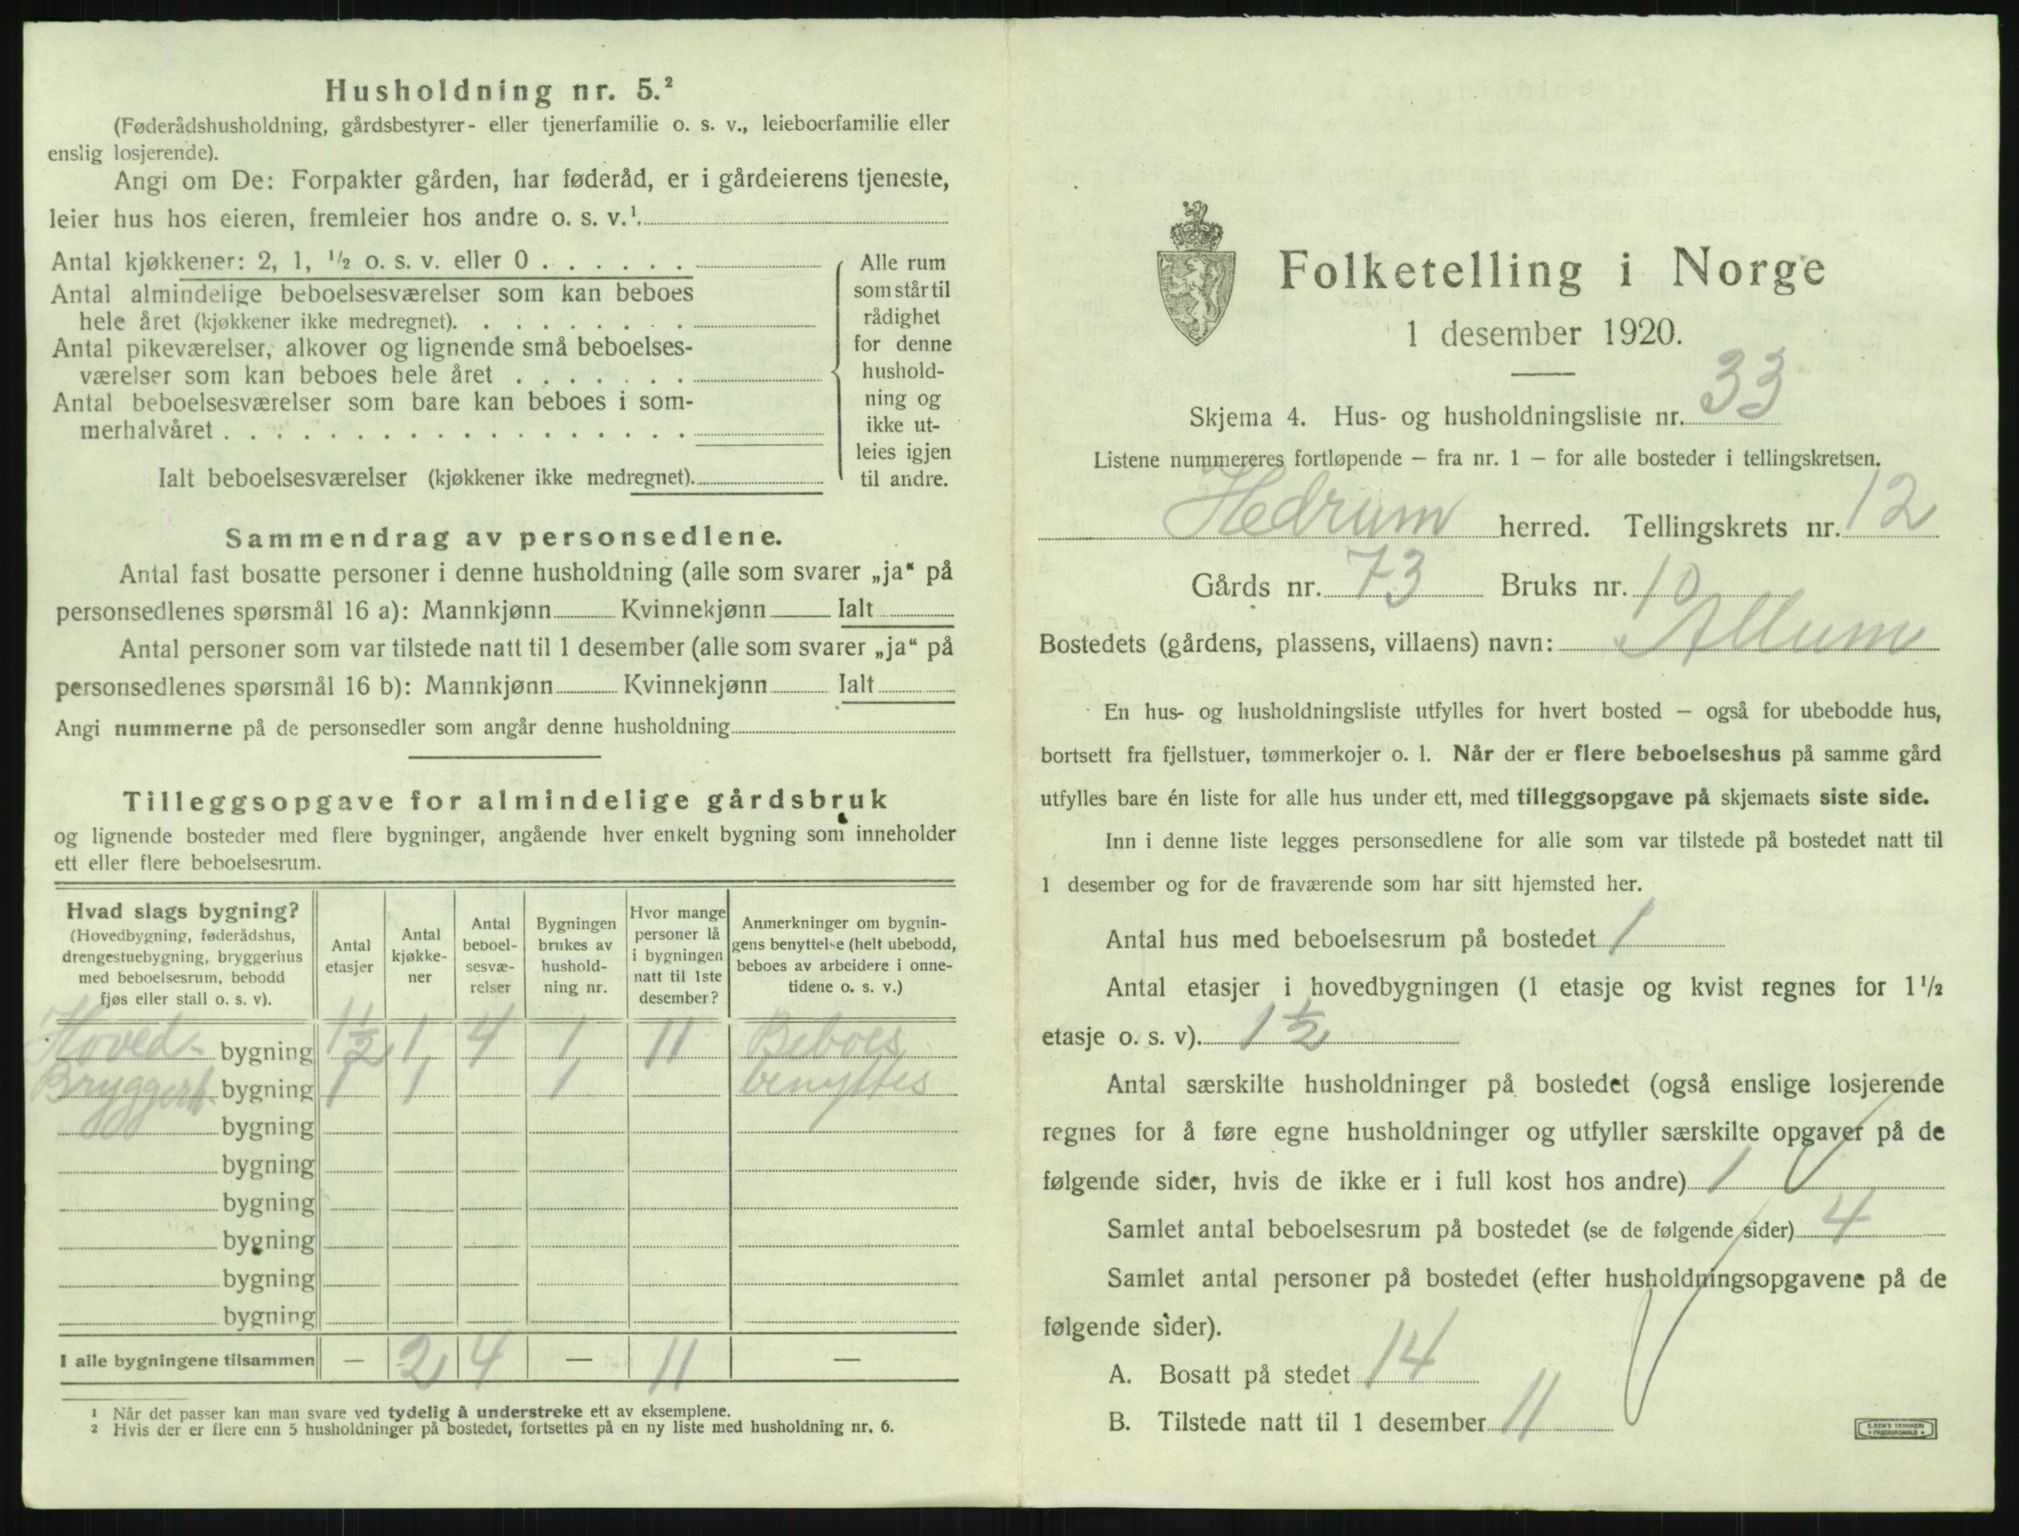 Husholdning nr. 5.²
(Føderådshusholdning, gårdsbestyrer- eller tjenerfamilie o. s. v., leieboerfamilie eller
enslig losjerende).
Angi om De: Forpakter gården, har føderåd, er i gårdeierens tjeneste,
leier hus hos eieren, fremleier hos andre o. s. v.¹
Antal kjøkkener: 2, 1, ½ o. s. v. eller 0
Antal almindelige beboelsesværelser som kan beboes
hele året (kjøkkener ikke medregnet).
Antal pikeværelser, alkover og lignende små beboelses-
værelser som kan beboes hele året
Antal beboelsesværelser som bare kan beboes i som-
merhalvåret
Ialt beboelsesværelser (kjøkkener ikke medregnet).
Alle rum
som står til
rådighet
for denne
hushold-
ning og
ikke ut-
leies igjen
til andre.
Sammendrag av personsedlene.
Antal fast bosatte personer i denne husholdning (alle som svarer „ja“ på
personsedlenes spørsmål 16 a): Mannkjønn Kvinnekjønn Ialt
Antal personer som var tilstede natt til 1 desember (alle som svarer „ja“ på
personsedlenes spørsmål 16 b): Mannkjønn Kvinnekjønn Ialt
Angi nummerne på de personsedler som angår denne husholdning
Tilleggsopgave for almindelige gårdsbruk
og lignende bosteder med flere bygninger, angående hver enkelt bygning som inneholder
ett eller flere beboelsesrum.
Hvad slags bygning?
(Hovedbygning, føderådshus,
drengestuebygning, bryggerhus
med beboelsesrum, bebodd
fjøs eller stall o. s. v).
Antal
etasjer
Antal
kjøkke-
ner
Antal
beboel-
sesvæ-
relser
Bygningen
brukes av
hushold-
ning nr.
Hvor mange
personer lå
i bygningen
natt til 1ste
desember?
Anmerkninger om bygnin-
gens benyttelse (helt ubebodd,
beboes av arbeidere i onne-
tidene o. s. v.)
Hoved- bygning 1½ 1 4 1 11 Beboes
Bryggerh. bygning 1 1 1 benyttes
bygning
bygning
bygning
bygning
bygning
bygning
I alle bygningene tilsammen — 2 4 — 11 —
¹ Når det passer kan man svare ved tydelig å understreke ett av eksemplene.
² Hvis der er flere enn 5 husholdninger på bostedet, fortsettes på en ny liste med husholdning nr. 6.
Folketelling i Norge
1 desember 1920.
Skjema 4. Hus- og husholdningsliste nr. 33
Listene nummereres fortløpende — fra nr. 1 — for alle bosteder i tellingskretsen.
Hedrum herred. Tellingskrets nr. 12
Gårds nr. 73 Bruks nr. 10
Bostedets (gårdens, plassens, villaens) navn: Allum
En hus- og husholdningsliste utfylles for hvert bosted — også for ubebodde hus,
bortsett fra fjellstuer, tømmerkojer o. l. Når der er flere beboelseshus på samme gård
utfylles bare én liste for alle hus under ett, med tilleggsopgave på skjemaets siste side.
Inn i denne liste legges personsedlene for alle som var tilstede på bostedet natt til
1 desember og for de fraværende som har sitt hjemsted her.
Antal hus med beboelsesrum på bostedet 1
Antal etasjer i hovedbygningen (1 etasje og kvist regnes for 1½
etasje o. s. v). 1½
Antal særskilte husholdninger på bostedet (også enslige losjerende
regnes for å føre egne husholdninger og utfyller særskilte opgaver på de
følgende sider, hvis de ikke er i full kost hos andre) 1
Samlet antal beboelsesrum på bostedet (se de følgende sider) 4
Samlet antal personer på bostedet (efter husholdningsopgavene på de
følgende sider).
A. Bosatt på stedet 14
B. Tilstede natt til 1 desember 11